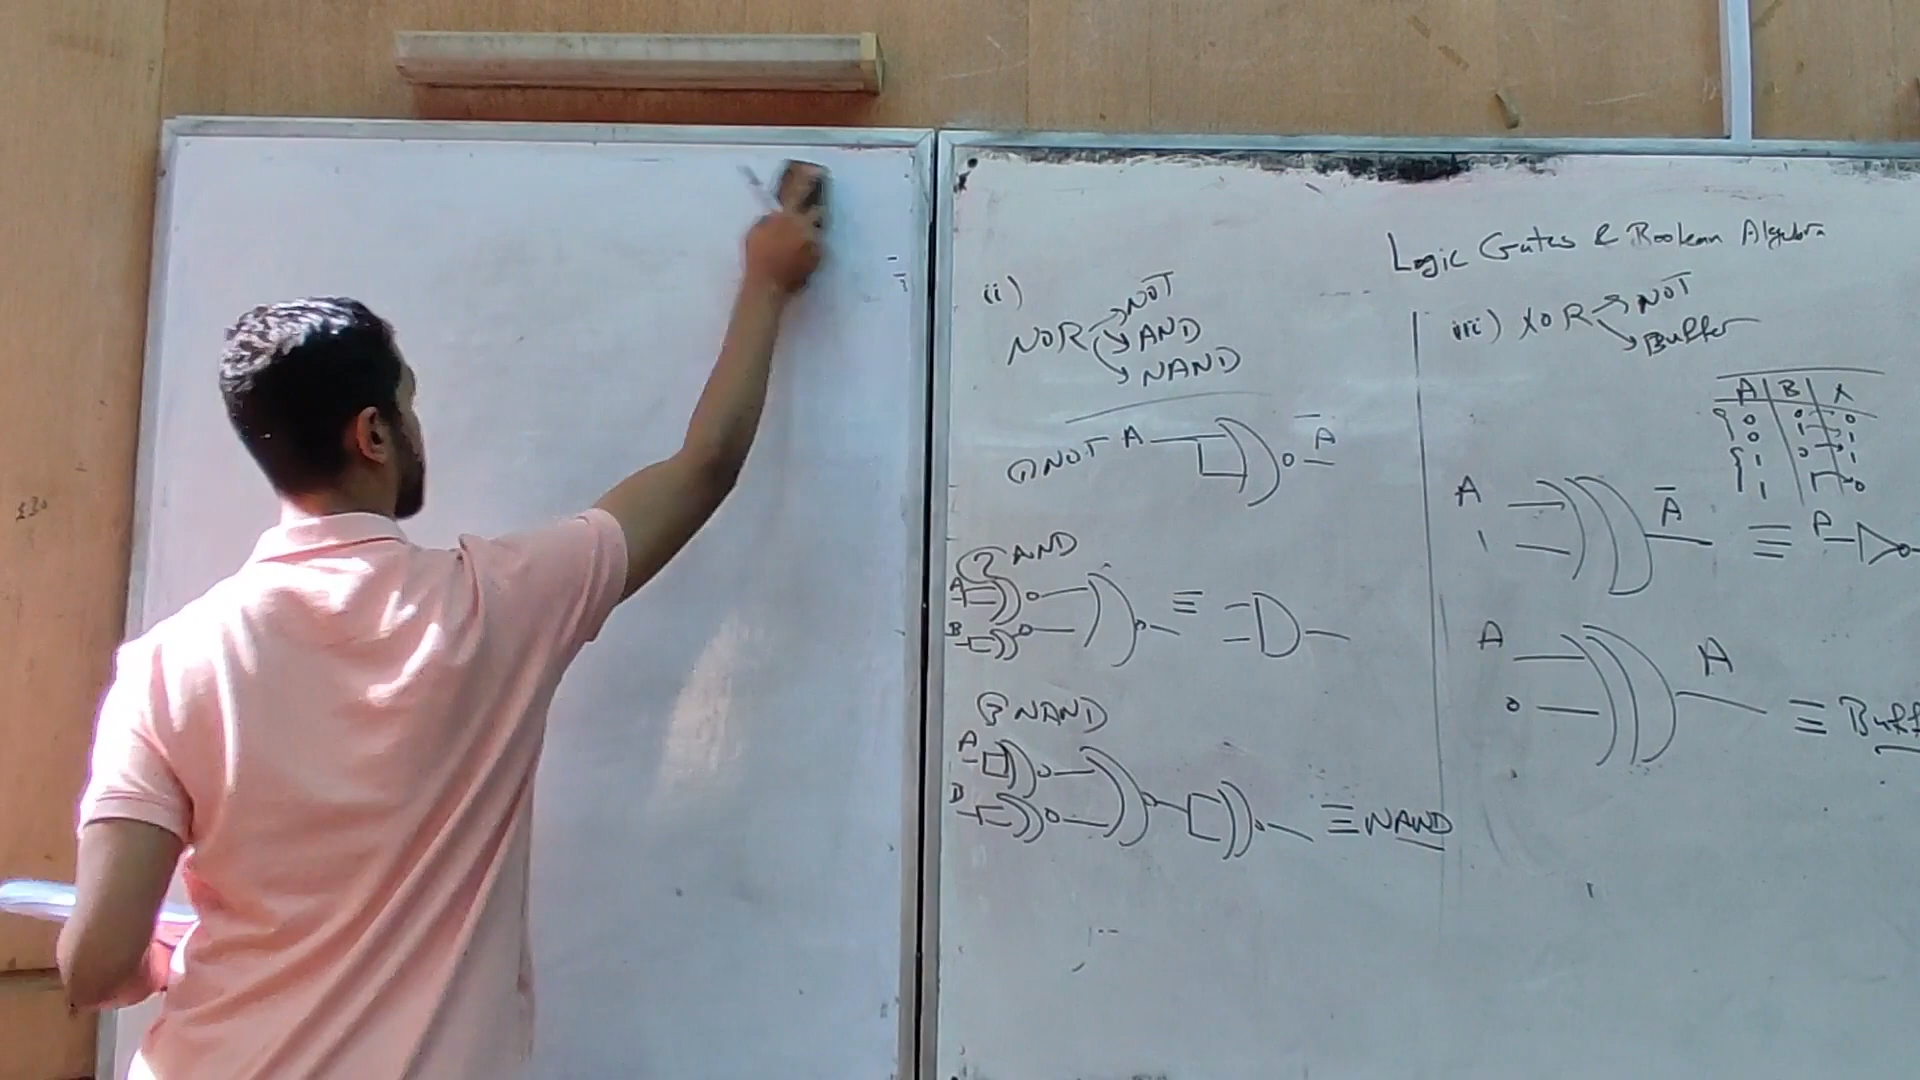 Logic Gates & Boolean Algebra
ii)
NOR → NOT
→ AND
→ NAND
① NOT A A̅
② AND
A
B
≡
③ NAND
A
B
≡ NAND
iii) XOR → NOT
→ Buffer
A B X
0 0 0
0 1 1
1 0 1
1 1 0
A
1
A̅ ≡
A
0
A ≡ Buff